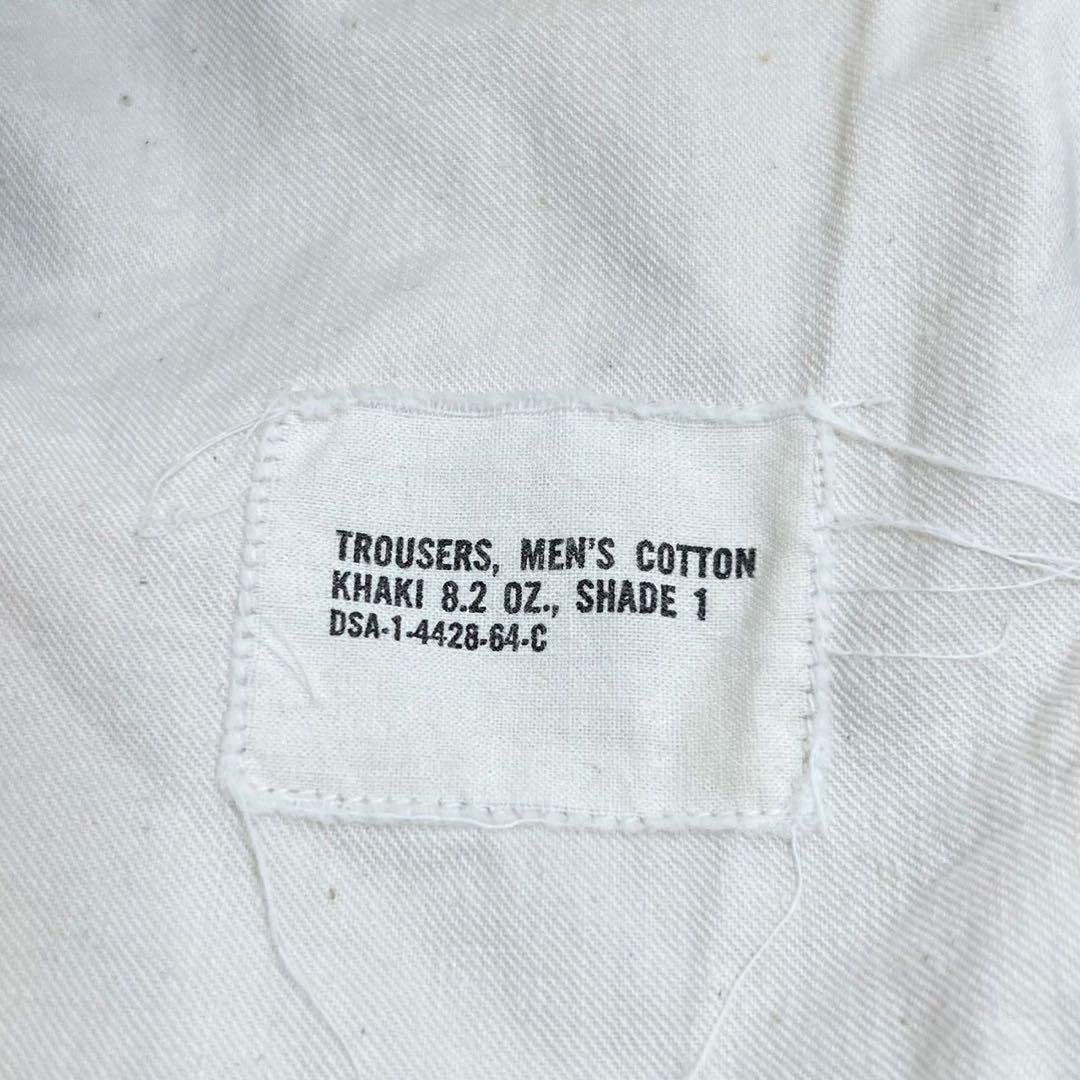 TROUSERS, MEN'S COTTON
KHAKI 8.2 OZ., SHADE 1
DSA-1-4428-64-C